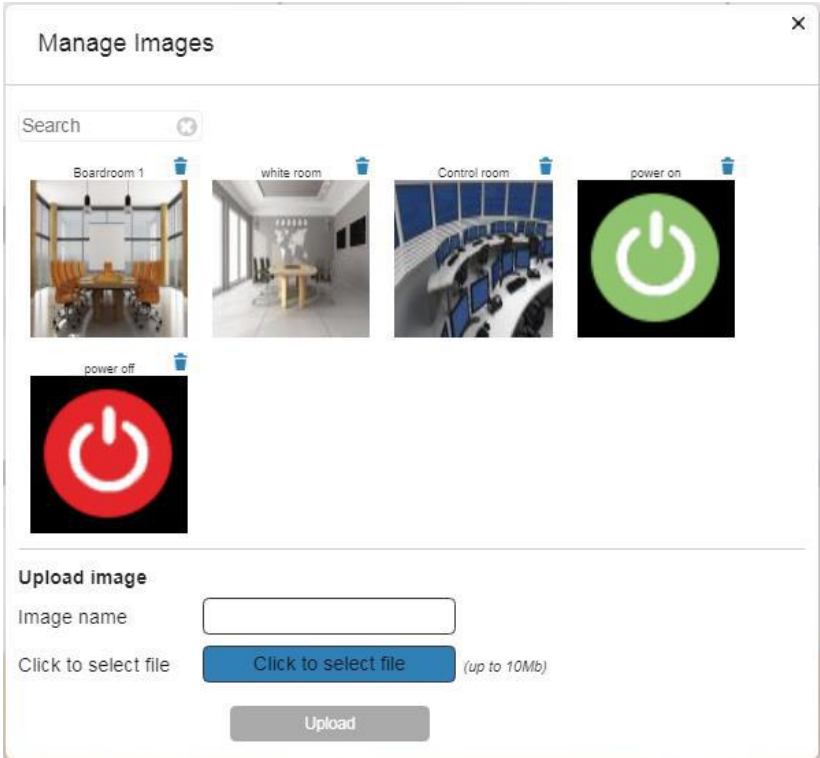 Manage Images
Search
Boardroom 1 white room Control room power on
power off
Upload image
Image name
Click to select file Click to select file (up to 10Mb)
Upload